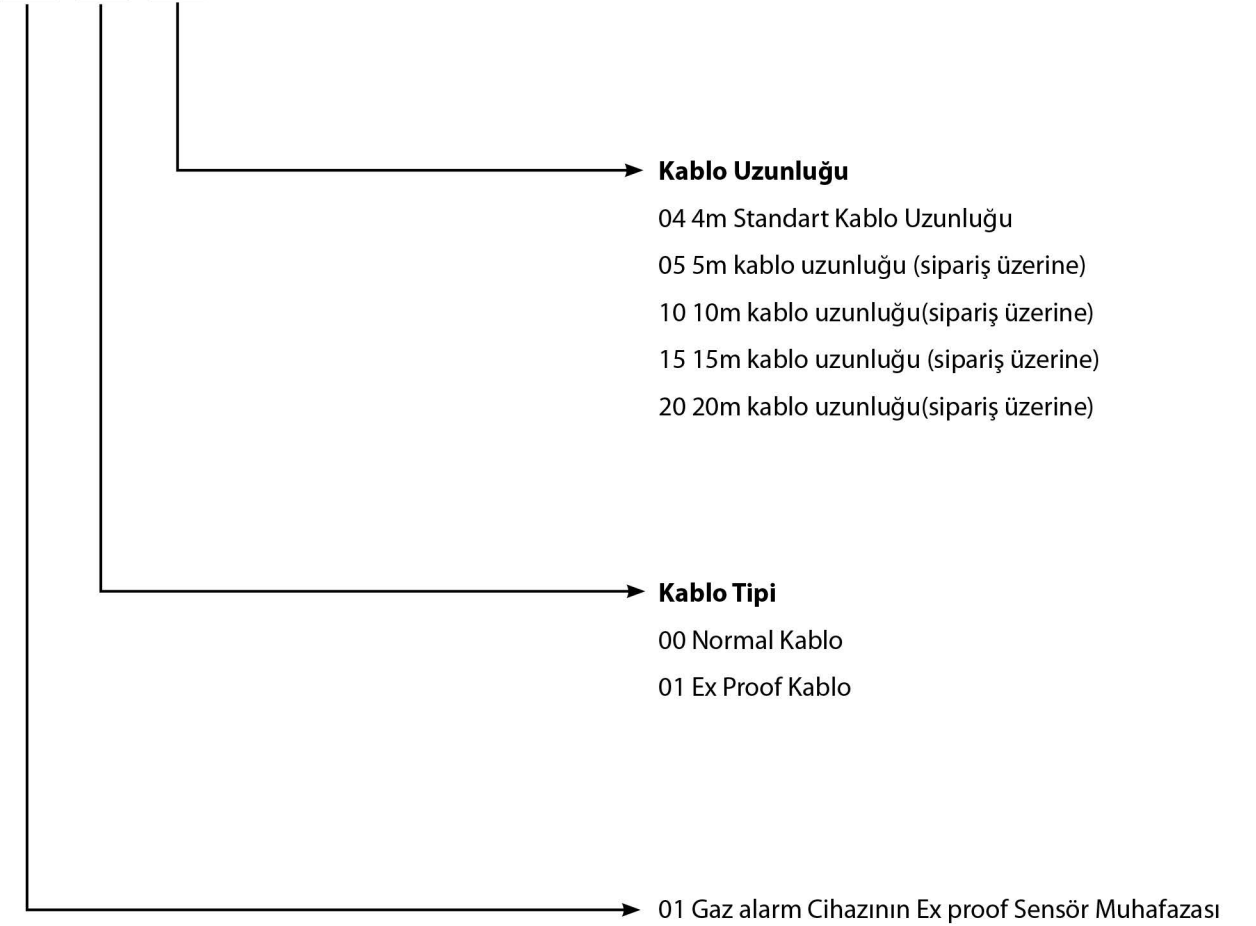 Kablo Uzunluğu
04 4m Standart Kablo Uzunluğu
05 5m kablo uzunluğu (sipariş üzerine)
10 10m kablo uzunluğu(sipariş üzerine)
15 15m kablo uzunluğu (sipariş üzerine)
20 20m kablo uzunluğu(sipariş üzerine)
Kablo Tipi
00 Normal Kablo
01 Ex Proof Kablo
01 Gaz alarm Cihazının Ex proof Sensör Muhafazası